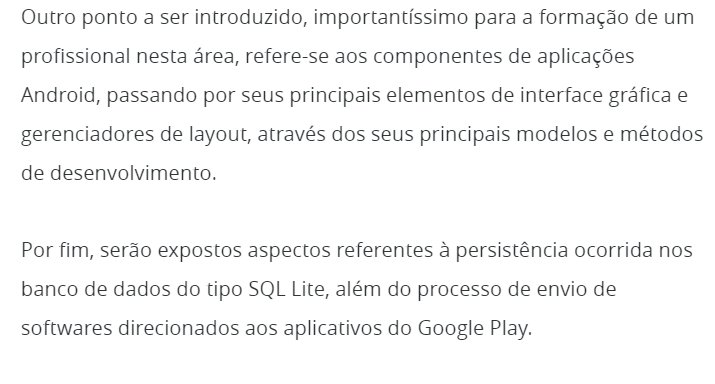 Outro ponto a ser introduzido, importantíssimo para a formação de um
profissional nesta área, refere-se aos componentes de aplicações
Android, passando por seus principais elementos de interface gráfica e
gerenciadores de layout, através dos seus principais modelos e métodos
de desenvolvimento.
Por fim, serão expostos aspectos referentes à persistência ocorrida nos
banco de dados do tipo SQL Lite, além do processo de envio de
softwares direcionados aos aplicativos do Google Play.